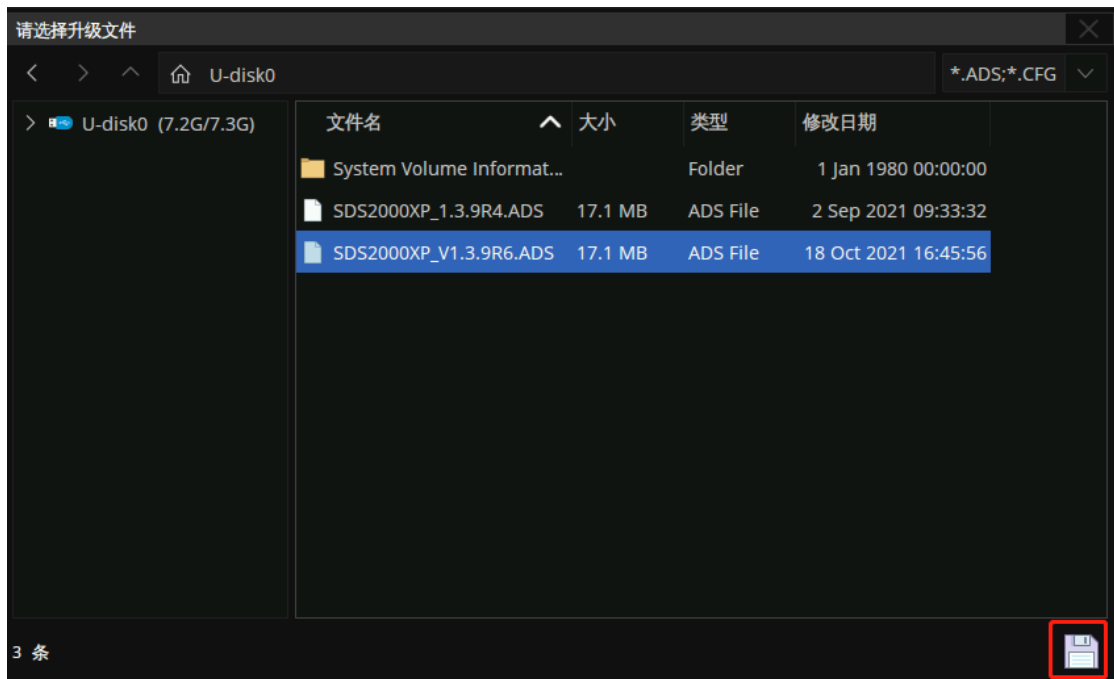 请选择升级文件
U-disk0 *.ADS;*.CFG
U-disk0 (7.2G/7.3G)
文件名 大小 类型 修改日期
System Volume Informat... Folder 1 Jan 1980 00:00:00
SDS2000XP_1.3.9R4.ADS 17.1 MB ADS File 2 Sep 2021 09:33:32
SDS2000XP_V1.3.9R6.ADS 17.1 MB ADS File 18 Oct 2021 16:45:56
3 条